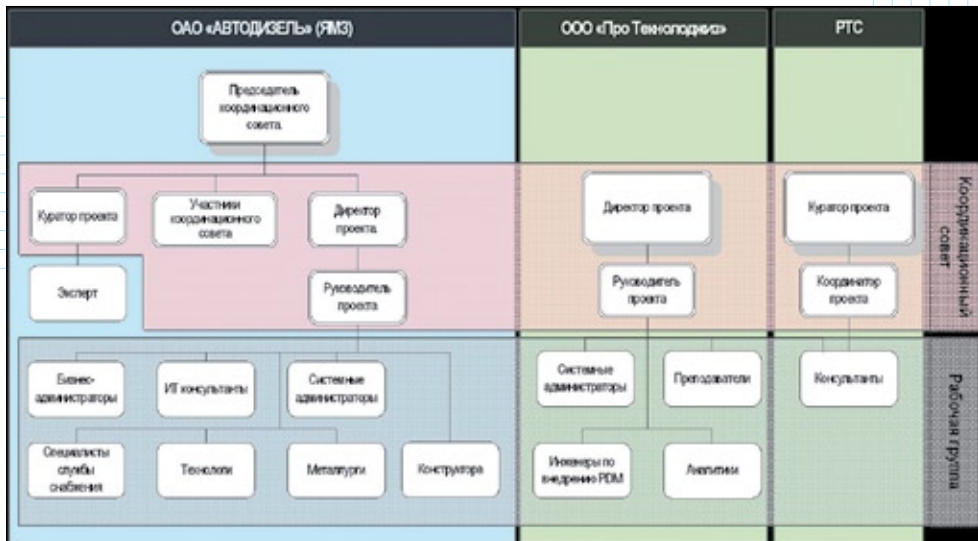 ОАО «АВТОДИЗЕЛЬ» (ЯМЗ)
ООО «Про Технолоджиз»
РТС
Председатель
координационного
совета.
Куратор проекта
Участники
координационного
совета
Директор
проекта.
Директор проекта
Куратор проекта
Координационный
совет
Эксперт
Руководитель
проекта
Руководитель
проекта
Координатор
проекта
Бизнес-
администраторы
ИТ консультанты
Системные
администраторы
Системные
администраторы
Преподаватели
Консультанты
Рабочая группа
Специалисты
службы
снабжения
Технологи
Металлурги
Конструктора
Инженеры по
внедрению PDM
Аналитики